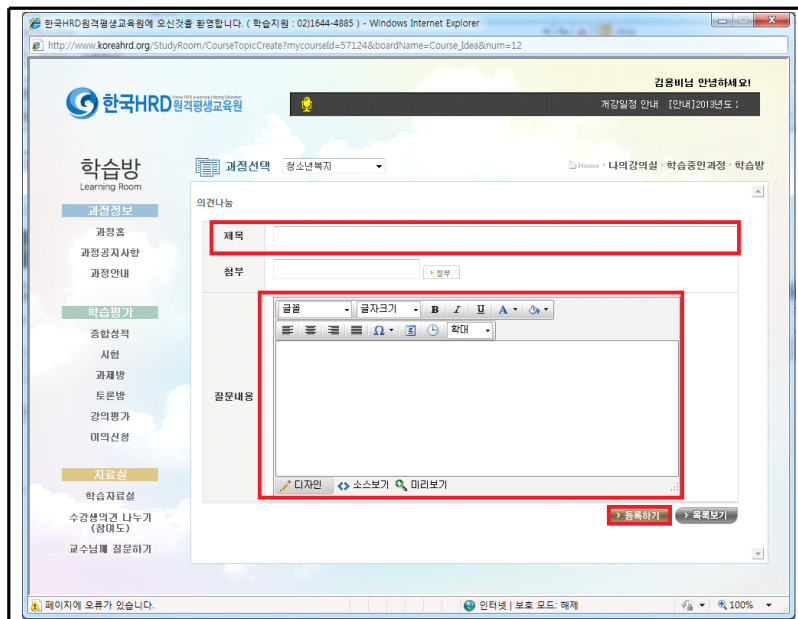 한국HRD원격평생교육원에 오신것을 환영합니다. ( 학습지원 : 02)1644-4885 ) - Windows Internet Explorer
http://www.koreahrd.org/StudyRoom/CourseTopicCreate?mycourseId=57124&boardName=Course_Idea&num=12
김용비님 안녕하세요!
한국HRD원격평생교육원
개강일정 안내 [안내]2013년도
학습방
Learning Room
과정선택 청소년복지
Home 나의강의실 학습중인과정 학습방
과정정보
과정홈
과정공지사항
과정안내
학습평가
종합성적
시험
과제방
토론방
강의평가
이의신청
자료실
학습자료실
수강생의견 나누기
(참여도)
교수님께 질문하기
의견나눔
제목
첨부 첨부
질문내용
글꼴 글자크기 B I U A
Ω 확대
디자인 소스보기 미리보기
등록하기 목록보기
페이지에 오류가 있습니다. 인터넷 | 보호 모드: 해제 100%